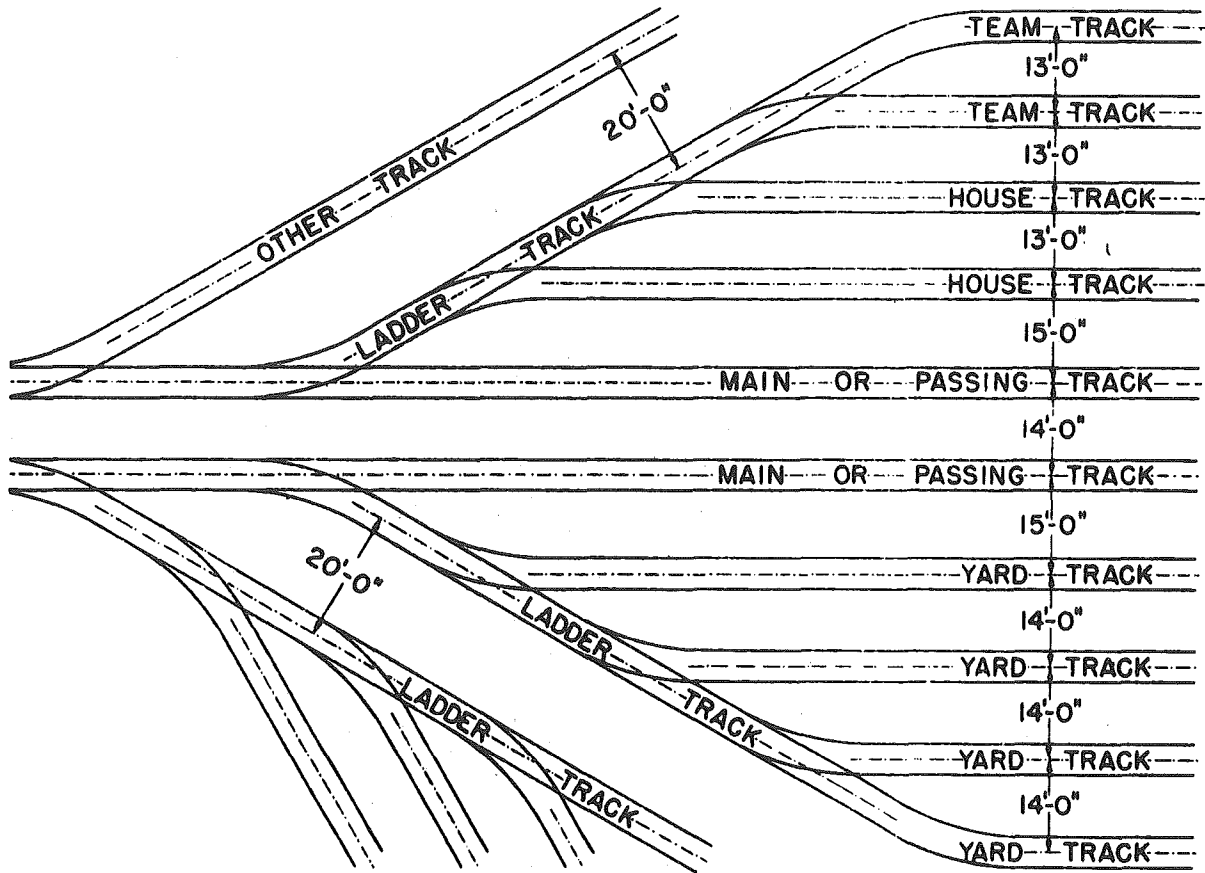 TEAM TRACK
13'-0"
TEAM TRACK
20'-0"
13'-0"
HOUSE TRACK
OTHER TRACK
13'-0"
HOUSE TRACK
LADDER TRACK
15'-0"
MAIN OR PASSING TRACK
14'-0"
MAIN OR PASSING TRACK
15'-0"
20'-0"
YARD TRACK
14'-0"
LADDER TRACK
YARD TRACK
14'-0"
LADDER TRACK
YARD TRACK
14'-0"
YARD TRACK